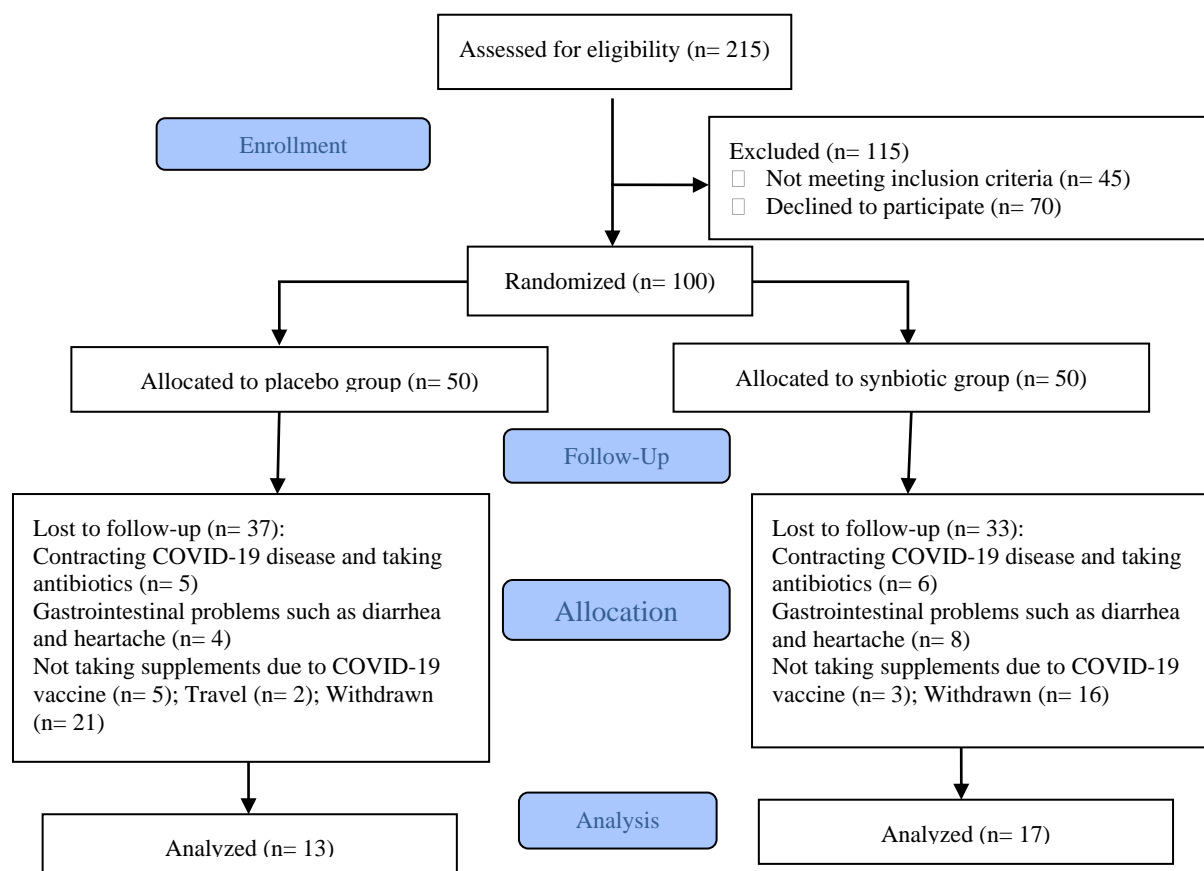 Assessed for eligibility (n= 215)
Enrollment
Excluded (n= 115)
Not meeting inclusion criteria (n= 45)
Declined to participate (n= 70)
Randomized (n= 100)
Allocated to placebo group (n= 50)
Allocated to synbiotic group (n= 50)
Follow-Up
Lost to follow-up (n= 37):
Contracting COVID-19 disease and taking
antibiotics (n= 5)
Gastrointestinal problems such as diarrhea
and heartache (n= 4)
Not taking supplements due to COVID-19
vaccine (n= 5); Travel (n= 2); Withdrawn
(n= 21)
Allocation
Lost to follow-up (n= 33):
Contracting COVID-19 disease and taking
antibiotics (n= 6)
Gastrointestinal problems such as diarrhea
and heartache (n= 8)
Not taking supplements due to COVID-19
vaccine (n= 3); Withdrawn (n= 16)
Analysis
Analyzed (n= 13)
Analyzed (n= 17)